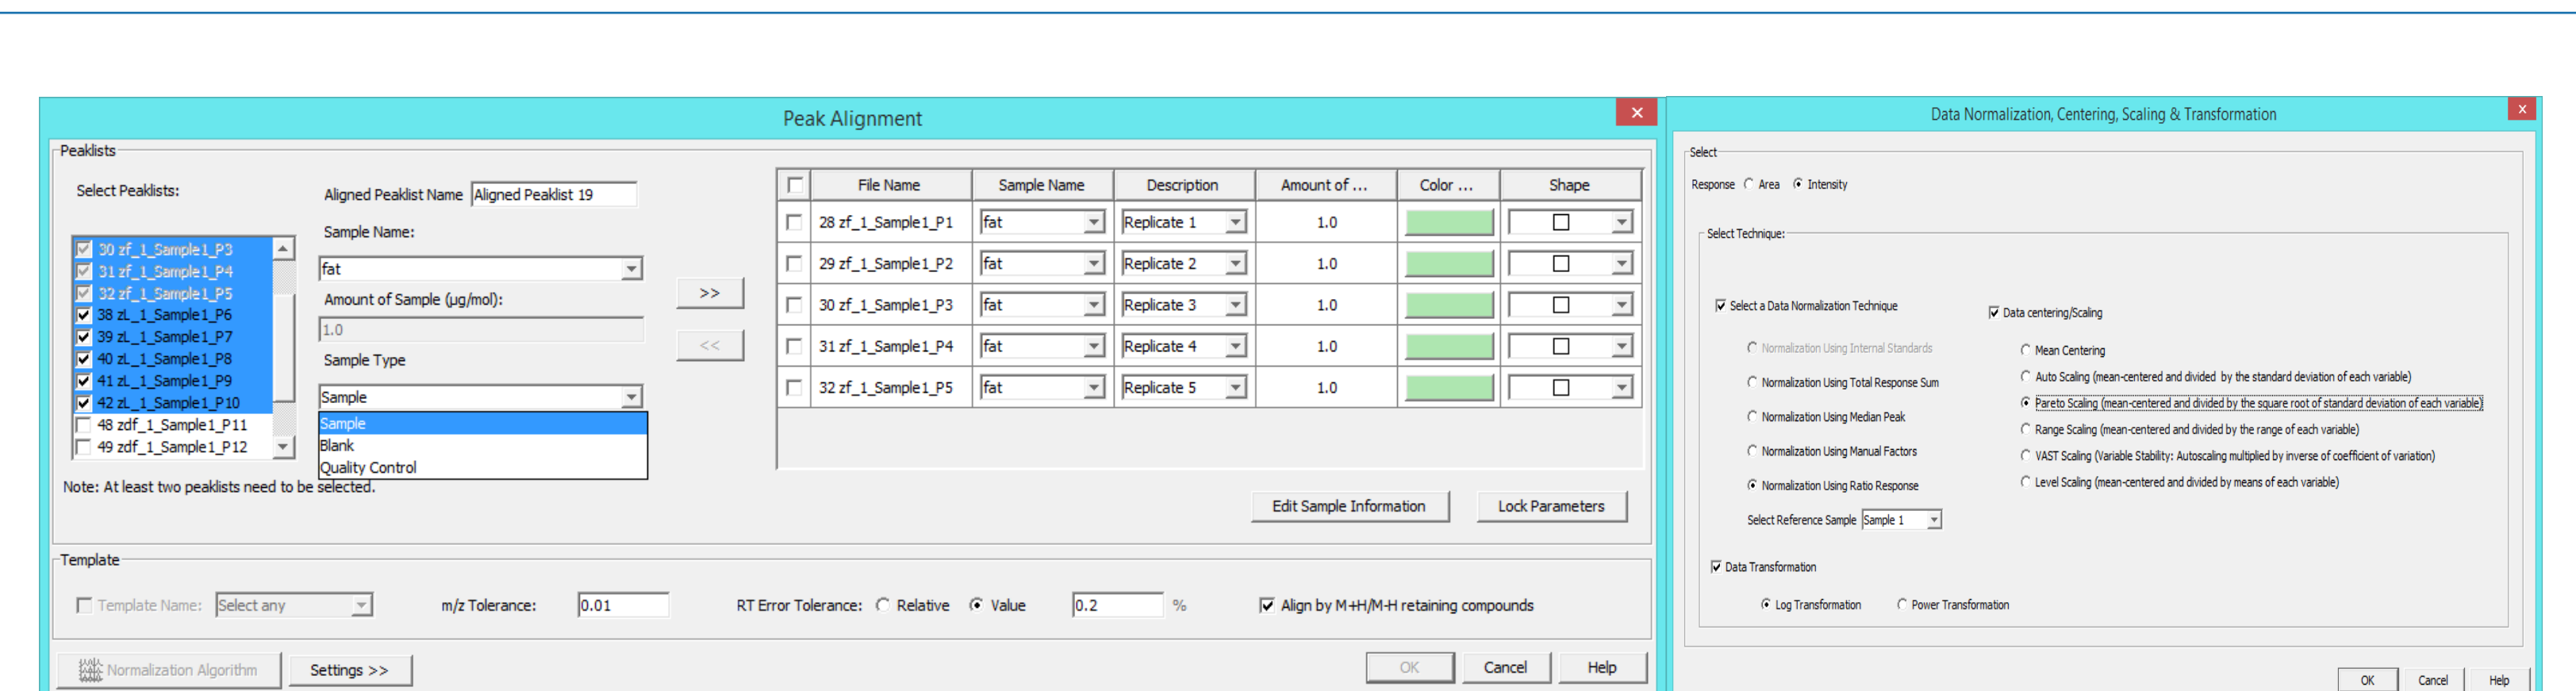 Peak Alignment
Peaklists
Select Peaklists:
Aligned Peaklist Name Aligned Peaklist 19
Sample Name:
fat
Amount of Sample (µg/mol):
1.0
Sample Type
Sample
Sample
Blank
Quality Control
30 zf_1_Sample1_P3
31 zf_1_Sample1_P4
32 zf_1_Sample1_P5
38 zL_1_Sample1_P6
39 zL_1_Sample1_P7
40 zL_1_Sample1_P8
41 zL_1_Sample1_P9
42 zL_1_Sample1_P10
48 zdf_1_Sample1_P11
49 zdf_1_Sample1_P12
Note: At least two peaklists need to be selected.
>>
<<
File Name Sample Name Description Amount of ... Color ... Shape
28 zf_1_Sample1_P1 fat Replicate 1 1.0
29 zf_1_Sample1_P2 fat Replicate 2 1.0
30 zf_1_Sample1_P3 fat Replicate 3 1.0
31 zf_1_Sample1_P4 fat Replicate 4 1.0
32 zf_1_Sample1_P5 fat Replicate 5 1.0
Edit Sample Information Lock Parameters
Template
Template Name: Select any m/z Tolerance: 0.01 RT Error Tolerance: Relative Value 0.2 % Align by M+H/M-H retaining compounds
Normalization Algorithm Settings >> OK Cancel Help
Data Normalization, Centering, Scaling & Transformation
Select
Response Area Intensity
Select Technique:
Select a Data Normalization Technique
Normalization Using Internal Standards
Normalization Using Total Response Sum
Normalization Using Median Peak
Normalization Using Manual Factors
Normalization Using Ratio Response
Select Reference Sample Sample 1
Data centering/Scaling
Mean Centering
Auto Scaling (mean-centered and divided by the standard deviation of each variable)
Pareto Scaling (mean-centered and divided by the square root of standard deviation of each variable)
Range Scaling (mean-centered and divided by the range of each variable)
VAST Scaling (Variable Stability: Autoscaling multiplied by inverse of coefficient of variation)
Level Scaling (mean-centered and divided by means of each variable)
Data Transformation
Log Transformation Power Transformation
OK Cancel Help